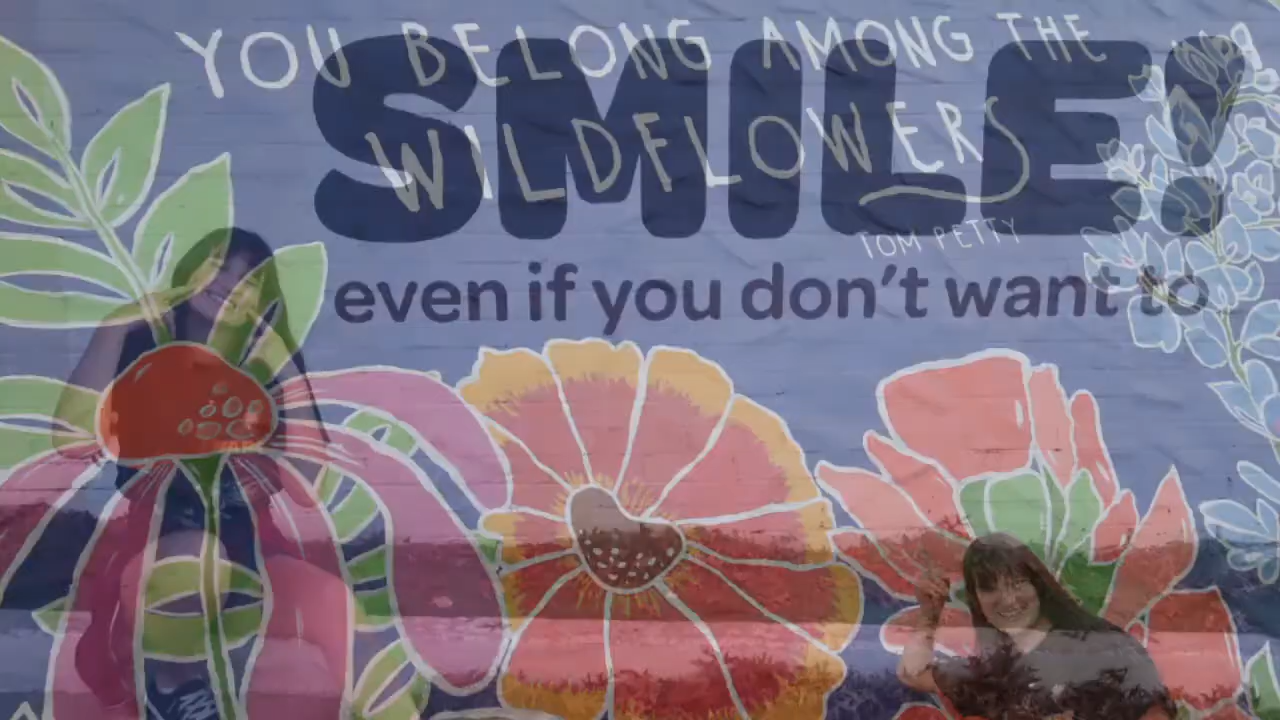 YOU BELONG AMONG THE
WILDFLOWERS
TOM PETTY
SMILE!
even if you don't want to